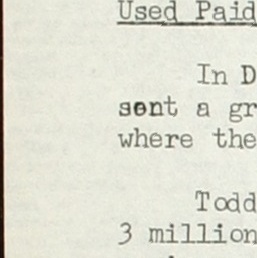 Used Paid
In D
sent a gr
where the
Todd
3 million